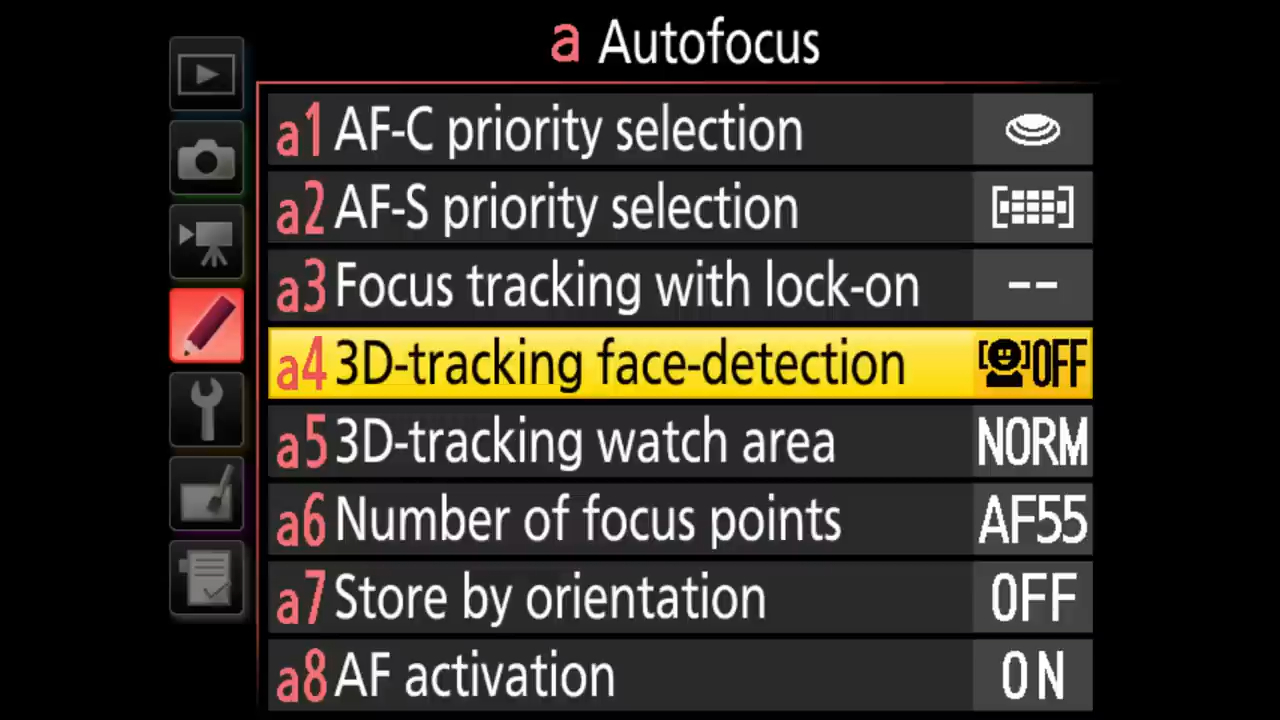 a Autofocus
a1 AF-C priority selection
a2 AF-S priority selection
a3 Focus tracking with lock-on --
a4 3D-tracking face-detection OFF
a5 3D-tracking watch area NORM
a6 Number of focus points AF55
a7 Store by orientation OFF
a8 AF activation ON